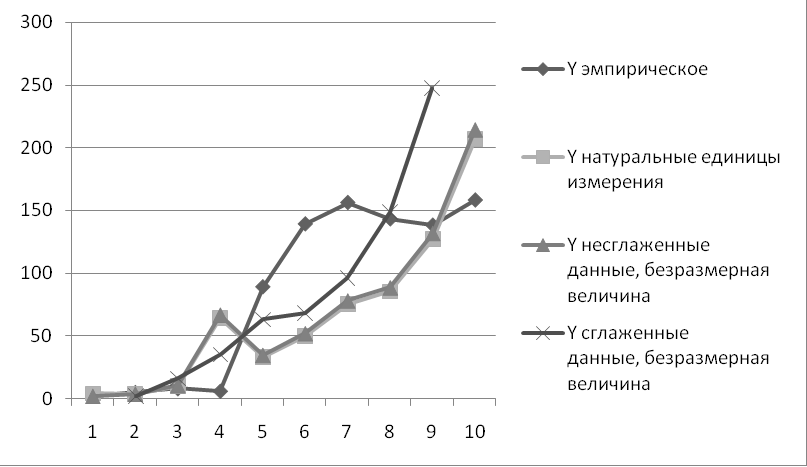 300
250
200
150
100
50
0
1 2 3 4 5 6 7 8 9 10
Y эмпирическое
Y натуральные единицы
измерения
Y несглаженные
данные, безразмерная
величина
Y сглаженные
данные, безразмерная
величина